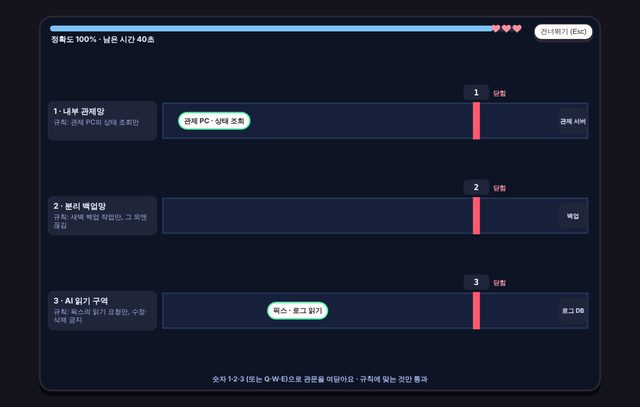 정확도 100% · 남은 시간 40초
건너뛰기 (Esc)
1 닫힘
1 · 내부 관제망
규칙: 관제 PC의 상태 조회만
관제 PC · 상태 조회
관제 서버
2 닫힘
2 · 분리 백업망
규칙: 새벽 백업 작업만, 그 외엔
끊김
백업
3 닫힘
3 · AI 읽기 구역
규칙: 픽스의 읽기 요청만, 수정·
삭제 금지
픽스 · 로그 읽기
로그 DB
숫자 1·2·3 (또는 Q·W·E)으로 관문을 여닫아요 · 규칙에 맞는 것만 통과